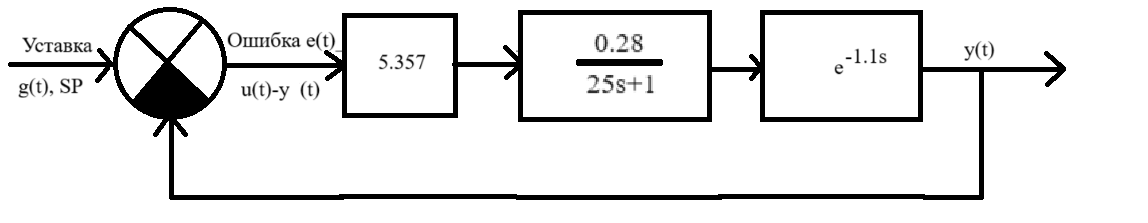 Уставка
g(t), SP
Ошибка e(t)_
u(t)-y (t)
5.357
0.28
25s+1
e-1.1s
y(t)